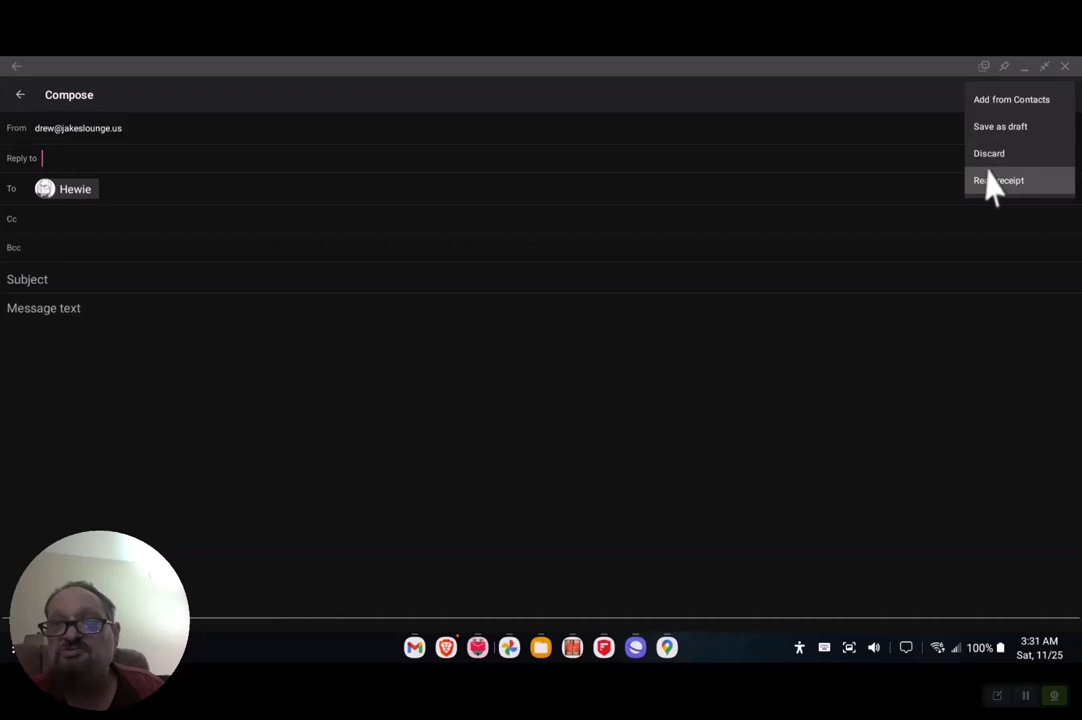 Compose
Add from Contacts
From drew@jakeslounge.us
Save as draft
Discard
Reply to
receipt
To Hewie
Cc
Bcc
Subject
Message text
100%
3:31 AM
Sat, 11/25